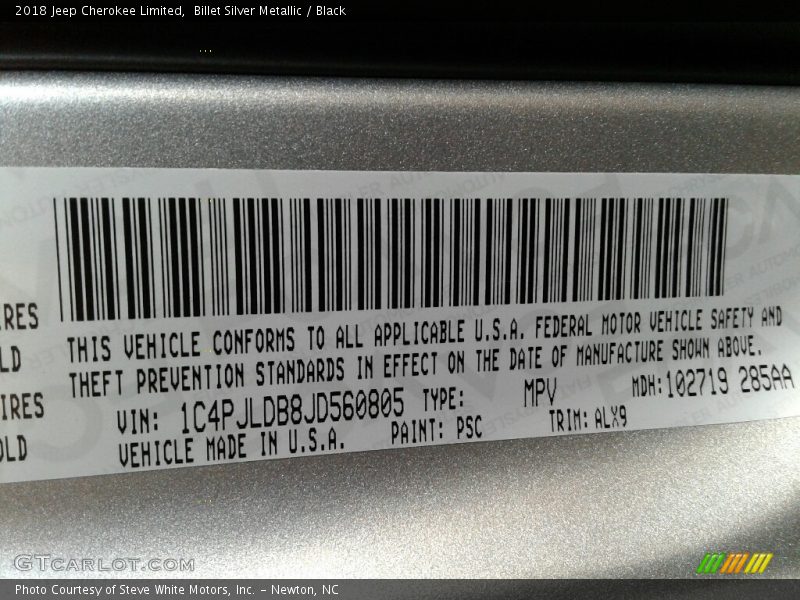 2018 Jeep Cherokee Limited, Billet Silver Metallic / Black
IRES
LD
IRES
OLD
THIS VEHICLE CONFORMS TO ALL APPLICABLE U.S.A. FEDERAL MOTOR VEHICLE SAFETY AND
THEFT PREVENTION STANDARDS IN EFFECT ON THE DATE OF MANUFACTURE SHOWN ABOVE.
VIN: 1C4PJLDB8JD560805 TYPE: MPV MDH:102719 285AA
VEHICLE MADE IN U.S.A. PAINT: PSC TRIM: ALX9
GTCARLOT.COM
Photo Courtesy of Steve White Motors, Inc. – Newton, NC